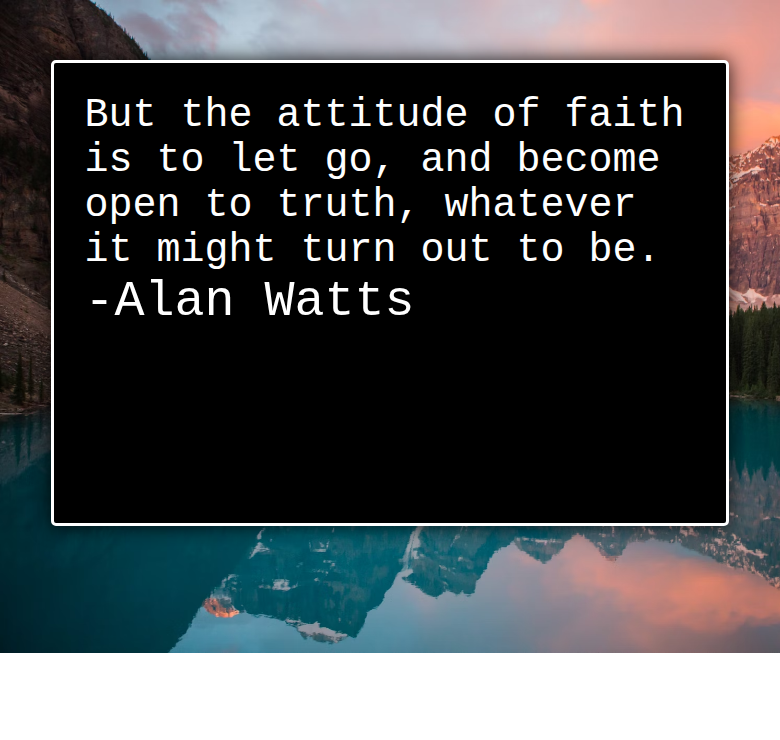 But the attitude of faith
is to let go, and become
open to truth, whatever
it might turn out to be.
-Alan Watts